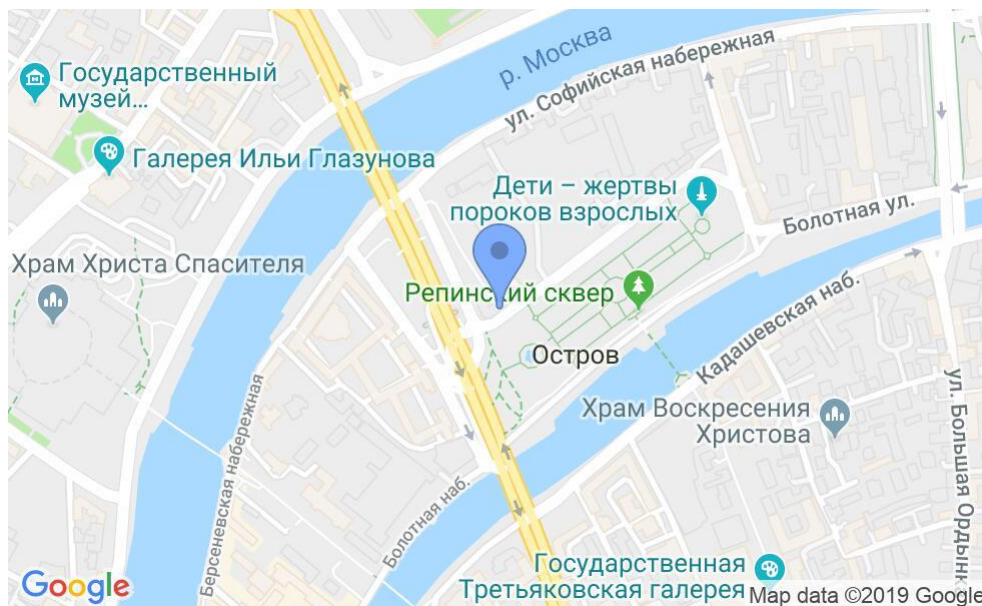 р. Москва
ул. Софийская набережная
Государственный
музей...
Галерея Ильи Глазунова
Дети – жертвы
пороков взрослых
Болотная ул.
Храм Христа Спасителя
Репинский сквер
Остров
Кадашевская наб.
Храм Воскресения
Христова
Берсеневская набережная
Болотная наб.
ул. Большая Ордынк
Государственная
Третьяковская галерея
Google
Map data ©2019 Google